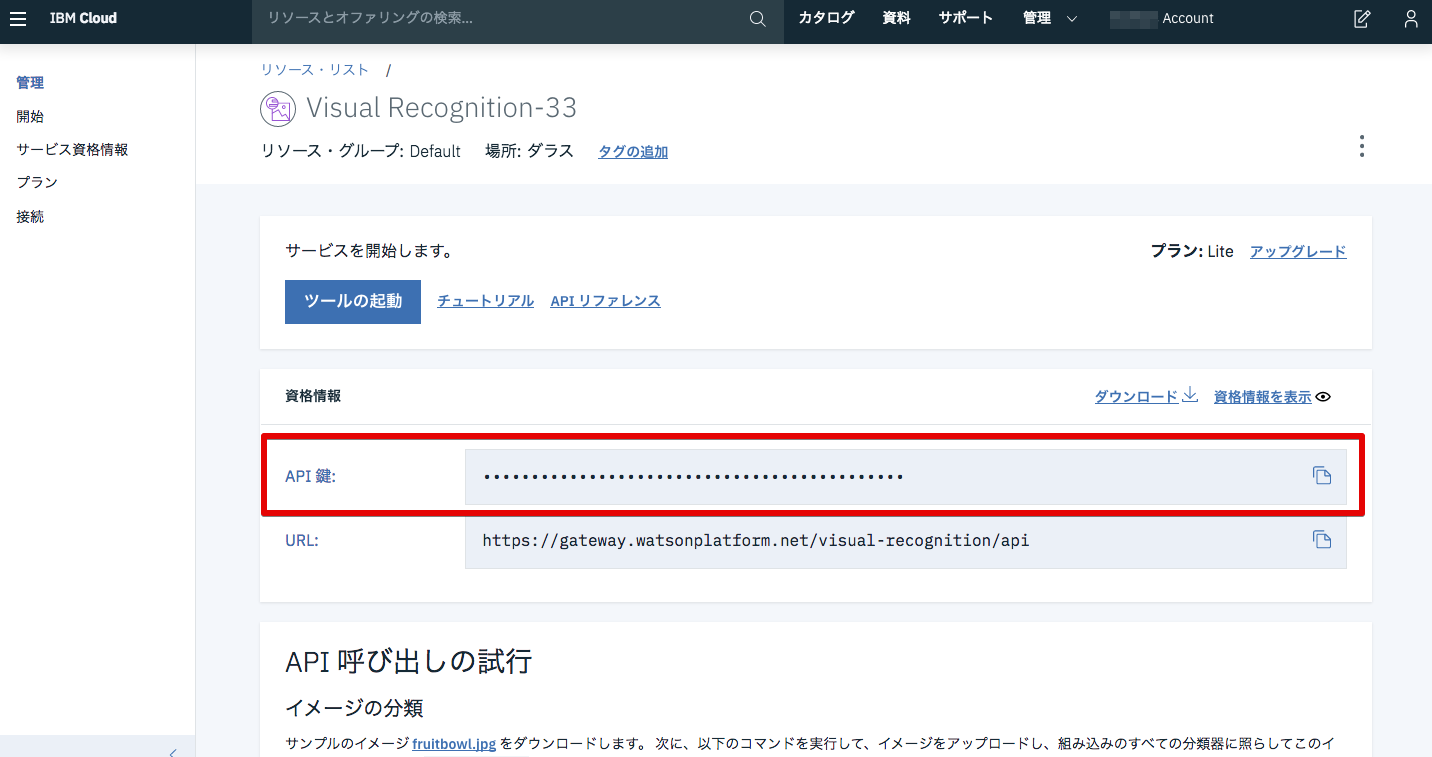 IBM Cloud
リソースとオファリングの検索...
カタログ 資料 サポート 管理 Account
管理
開始
サービス資格情報
プラン
接続
リソース・リスト /
Visual Recognition-33
リソース・グループ: Default 場所: ダラス タグの追加
サービスを開始します。
プラン: Lite アップグレード
ツールの起動 チュートリアル API リファレンス
資格情報
ダウンロード 資格情報を表示
API 鍵: ••••••••••••••••••••••••••••••••••••••••••••
URL: https://gateway.watsonplatform.net/visual-recognition/api
API 呼び出しの試行
イメージの分類
サンプルのイメージ fruitbowl.jpg をダウンロードします。 次に、以下のコマンドを実行して、イメージをアップロードし、組み込みのすべての分類器に照らしてこのイ